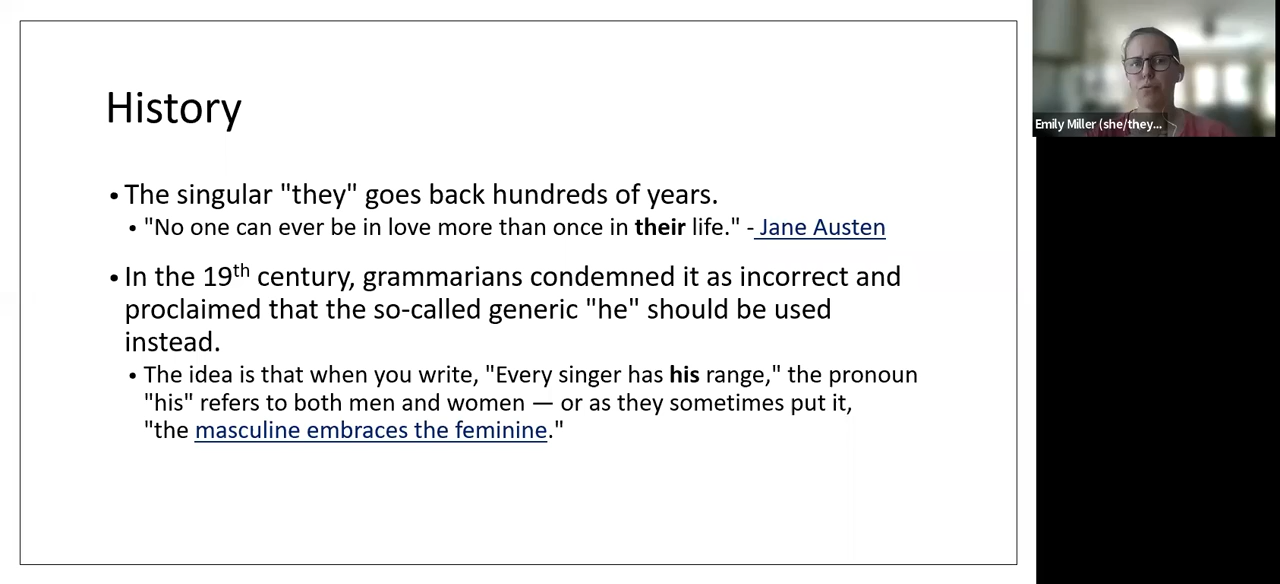 History
• The singular "they" goes back hundreds of years.
• "No one can ever be in love more than once in their life." - Jane Austen
• In the 19th century, grammarians condemned it as incorrect and
proclaimed that the so-called generic "he" should be used
instead.
• The idea is that when you write, "Every singer has his range," the pronoun
"his" refers to both men and women — or as they sometimes put it,
"the masculine embraces the feminine."
Emily Miller (she/they...